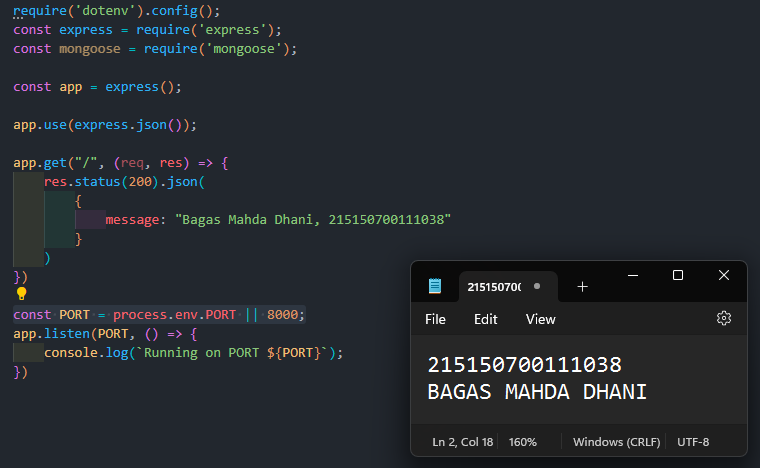 require('dotenv').config();
const express = require('express');
const mongoose = require('mongoose');
const app = express();
app.use(express.json());
app.get("/", (req, res) => {
res.status(200).json(
{
message: "Bagas Mahda Dhani, 215150700111038"
}
)
})
const PORT = process.env.PORT || 8000;
app.listen(PORT, () => {
console.log(`Running on PORT ${PORT}`);
})
21515070
File Edit View
215150700111038
BAGAS MAHDA DHANI
Ln 2, Col 18 160% Windows (CRLF) UTF-8